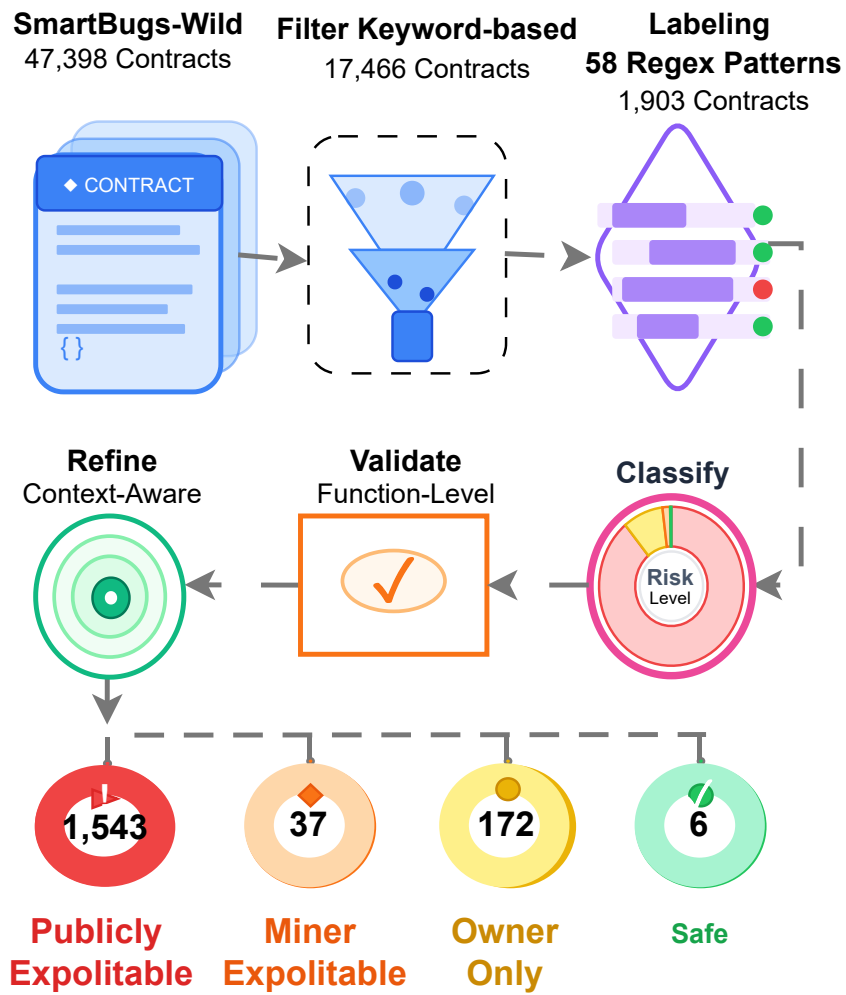 SmartBugs-Wild
47,398 Contracts
Filter Keyword-based
17,466 Contracts
Labeling
58 Regex Patterns
1,903 Contracts
CONTRACT
{ }
Refine
Context-Aware
Validate
Function-Level
Classify
Risk
Level
1,543
37
172
6
Publicly
Expolitable
Miner
Expolitable
Owner
Only
Safe